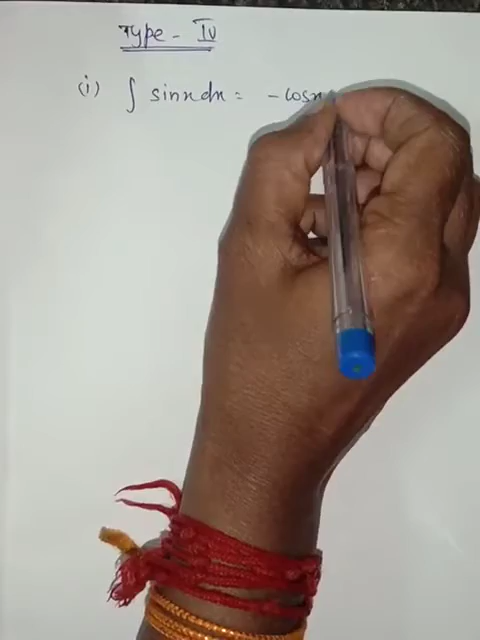 Type - IV
(i) ∫ sinx dx = - cosx